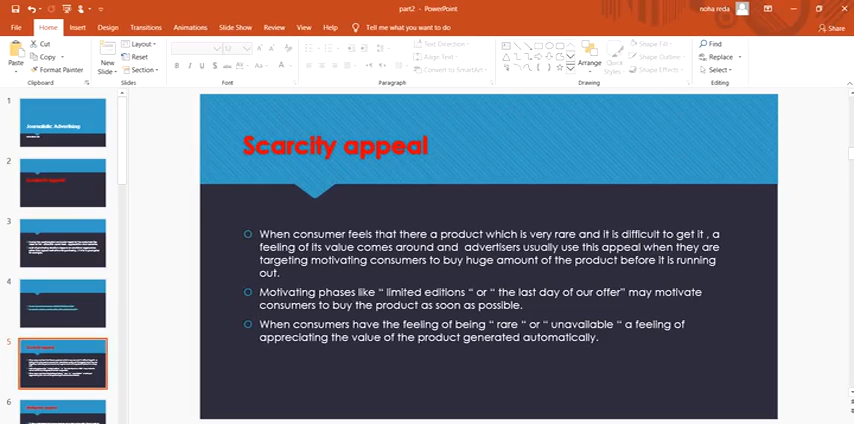 part2 - PowerPoint
noha reda
File
Home
Insert
Design
Transitions
Animations
Slide Show
Review
View
Help
Tell me what you want to do
Share
Paste
Cut
Copy
Format Painter
Clipboard
New
Slide
Layout
Reset
Section
Slides
Font
Paragraph
Text Direction
Align Text
Convert to SmartArt
Arrange
Quick
Styles
Shape Fill
Shape Outline
Shape Effects
Drawing
Find
Replace
Select
Editing
1
Journalistic Advertising
2
3
4
5
6
Scarcity appeal
When consumer feels that there a product which is very rare and it is difficult to get it , a
feeling of its value comes around and advertisers usually use this appeal when they are
targeting motivating consumers to buy huge amount of the product before it is running
out.
Motivating phases like “ limited editions “ or “ the last day of our offer” may motivate
consumers to buy the product as soon as possible.
When consumers have the feeling of being “ rare “ or “ unavailable “ a feeling of
appreciating the value of the product generated automatically.